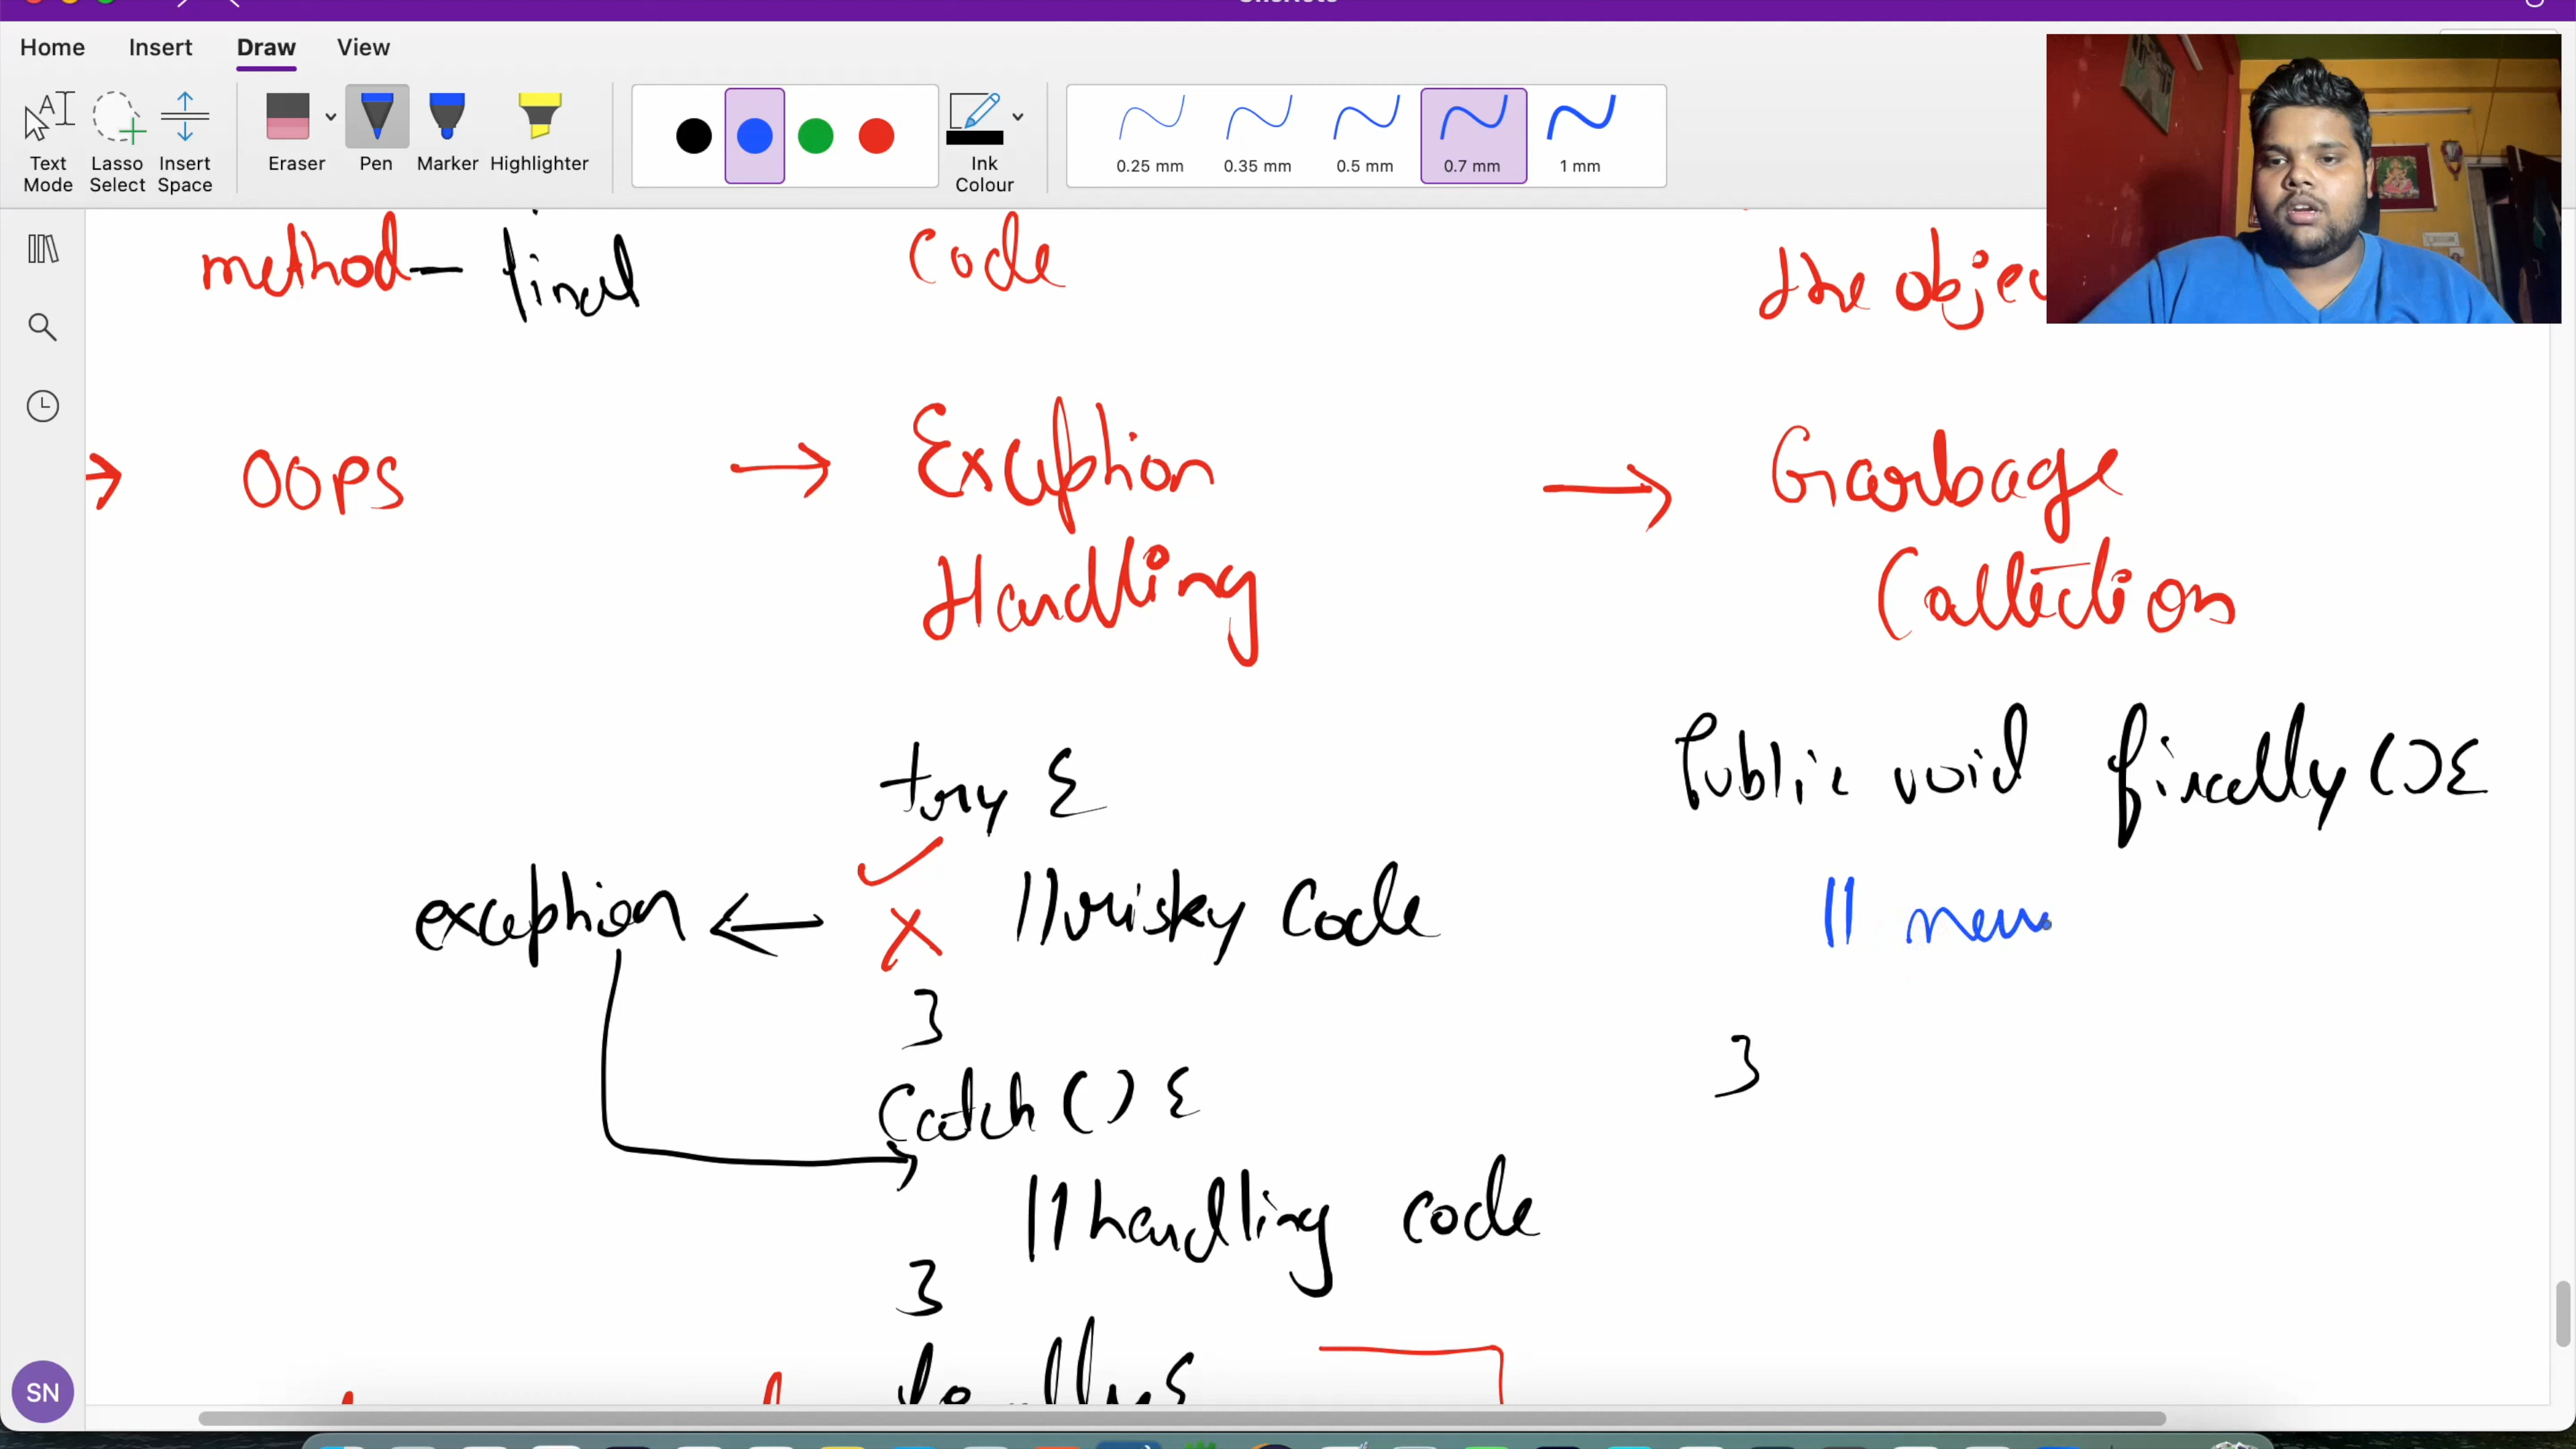 Home Insert Draw View
Text Mode
Lasso Select
Insert Space
Eraser
Pen
Marker
Highlighter
Ink Colour
0.25 mm
0.35 mm
0.5 mm
0.7 mm
1 mm
method - final
Code
the objec
→ OOPS
→ Exception
Handling
→ Garbage
Collection
try {
// risky Code
exception ←
}
Catch () {
// handling code
}
Public void finally () {
// new
}
SN